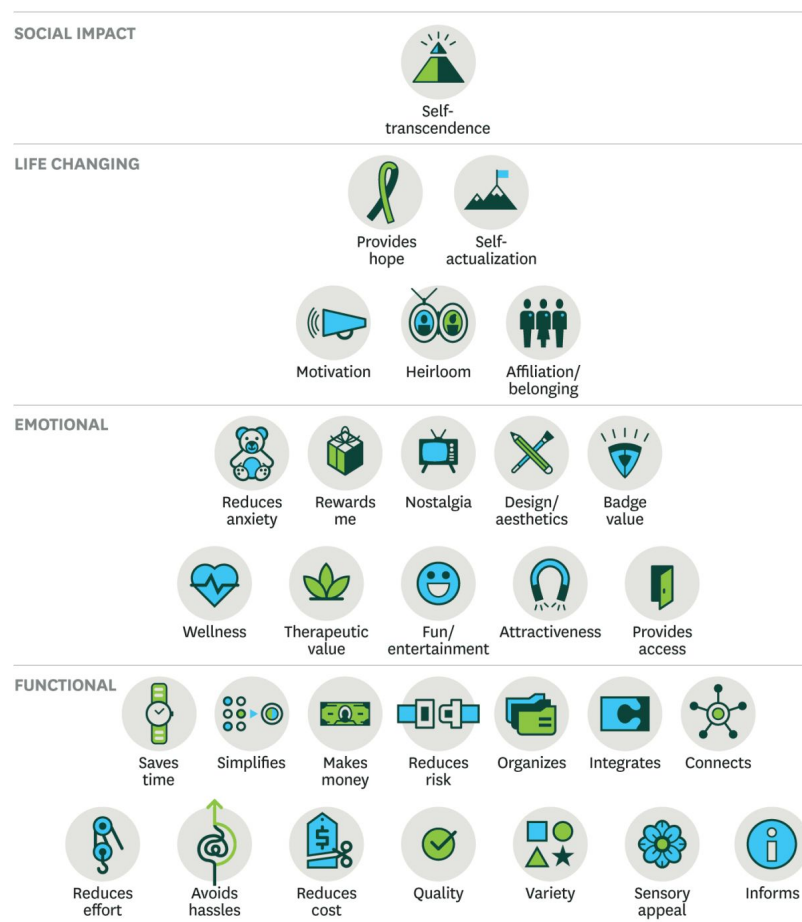 SOCIAL IMPACT
Self-
transcendence
LIFE CHANGING
Provides
hope
Self-
actualization
Motivation
Heirloom
Affiliation/
belonging
EMOTIONAL
Reduces
anxiety
Rewards
me
Nostalgia
Design/
aesthetics
Badge
value
Wellness
Therapeutic
value
Fun/
entertainment
Attractiveness
Provides
access
FUNCTIONAL
Saves
time
Simplifies
Makes
money
Reduces
risk
Organizes
Integrates
Connects
Reduces
effort
Avoids
hassles
$
Reduces
cost
Quality
Variety
Sensory
appeal
i
Informs